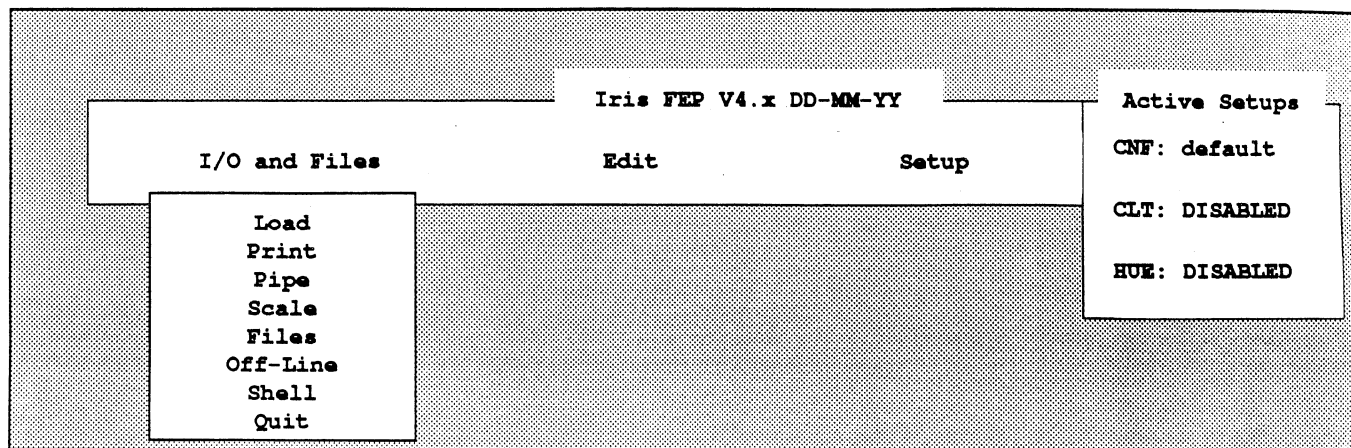 Iris FEP V4.x DD-MM-YY
I/O and Files Edit Setup
Load
Print
Pipe
Scale
Files
Off-Line
Shell
Quit
Active Setups
CNF: default
CLT: DISABLED
HUE: DISABLED